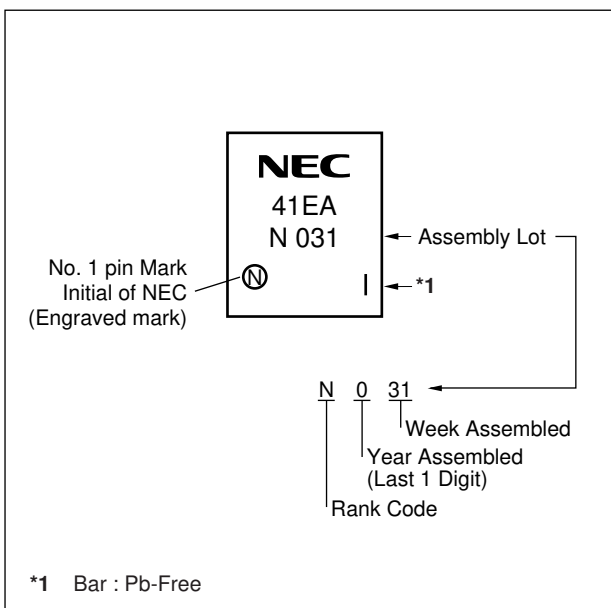 NEC
41EA
N 031
Assembly Lot
No. 1 pin Mark
Initial of NEC
(Engraved mark)
N
*1
N 0 31
Week Assembled
Year Assembled
(Last 1 Digit)
Rank Code
*1 Bar : Pb-Free